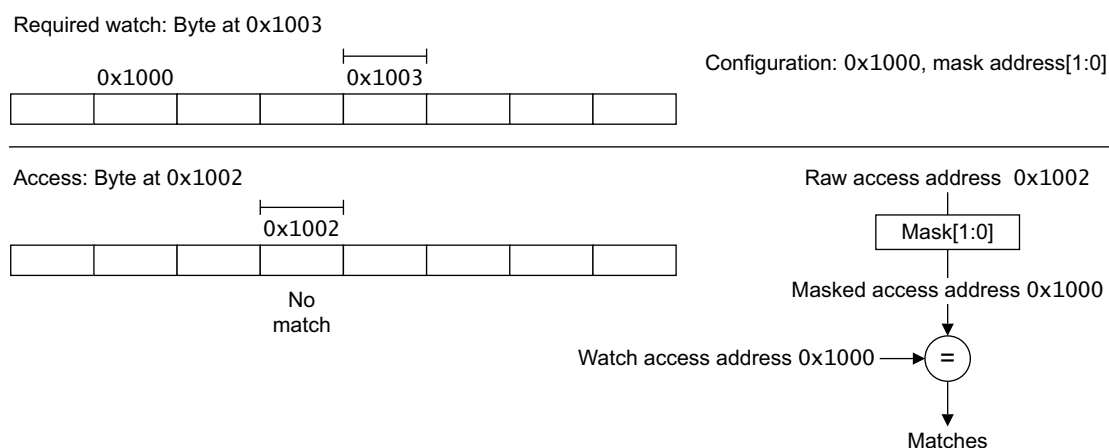 Required watch: Byte at 0x1003
0x1000
0x1003
Configuration: 0x1000, mask address[1:0]
Access: Byte at 0x1002
Raw access address 0x1002
0x1002
Mask[1:0]
No
match
Masked access address 0x1000
Watch access address 0x1000
=
Matches